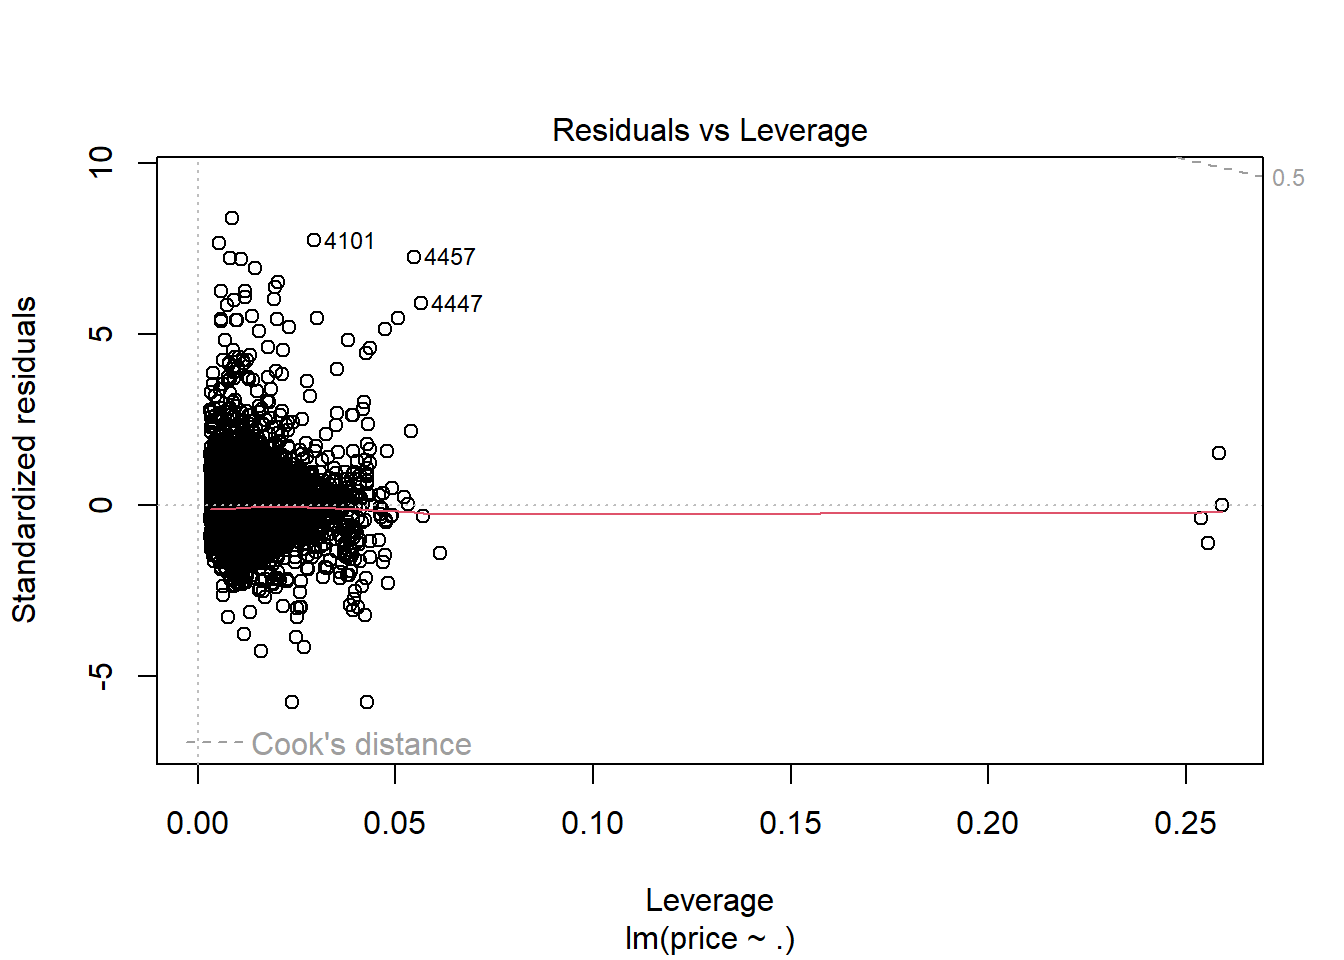 Residuals vs Leverage
Standardized residuals
10
5
0
-5
0.5
4101
4457
4447
Cook's distance
0.00 0.05 0.10 0.15 0.20 0.25
Leverage
lm(price ~ .)